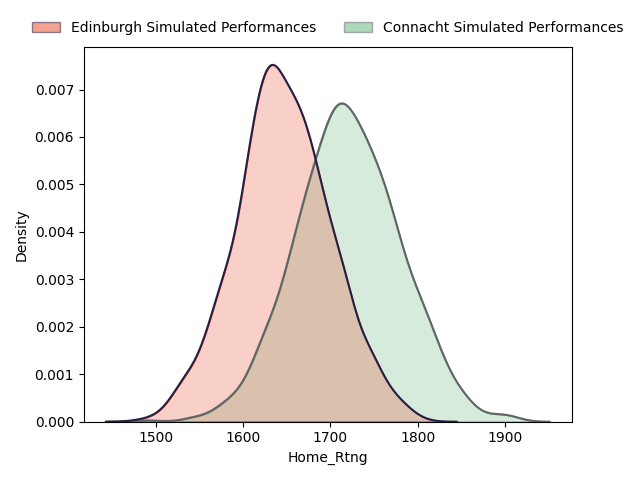 Edinburgh Simulated Performances Connacht Simulated Performances
0.007
0.006
0.005
0.004
0.003
0.002
0.001
0.000
Density
1500 1600 1700 1800 1900
Home_Rtng